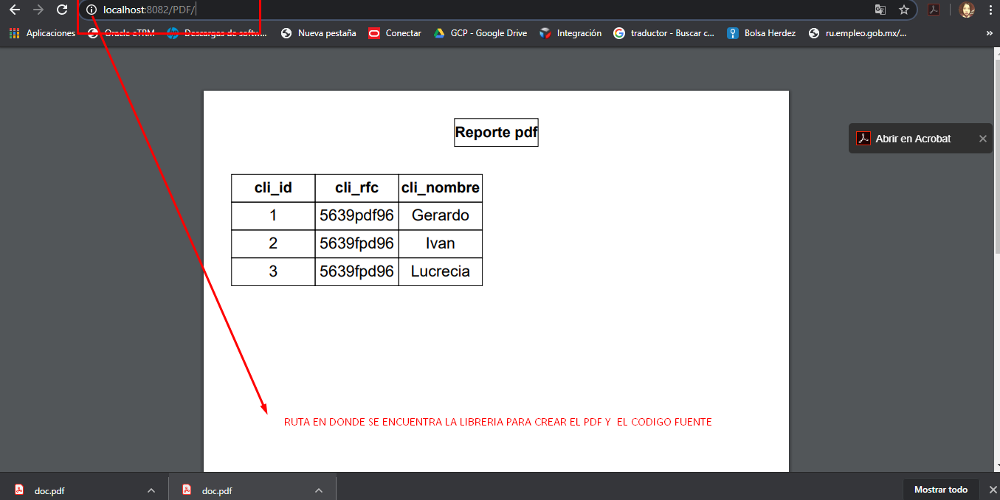 localhost:8082/PDF/
Aplicaciones Oracle eTRM Descargas de softw... Nueva pestaña Conectar GCP - Google Drive Integración traductor - Buscar c... Bolsa Herdez ru.empleo.gob.mx/... »
Reporte pdf
Abrir en Acrobat
cli_id cli_rfc cli_nombre
1 5639pdf96 Gerardo
2 5639fpd96 Ivan
3 5639fpd96 Lucrecia
RUTA EN DONDE SE ENCUENTRA LA LIBRERIA PARA CREAR EL PDF Y EL CODIGO FUENTE
doc.pdf doc.pdf Mostrar todo